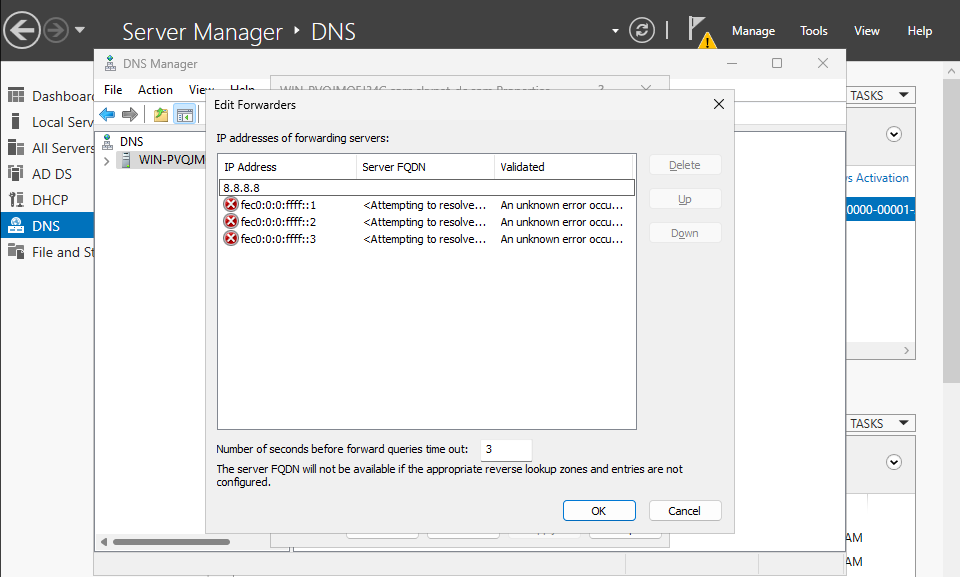 Server Manager ‣ DNS
Manage Tools View Help
DNS Manager
File Action View Help
Dashboar
Local Serv
All Servers
AD DS
DHCP
DNS
File and St
DNS
WIN-PVQJM
Edit Forwarders
IP addresses of forwarding servers:
IP Address Server FQDN Validated
8.8.8.8
fec0:0:0:ffff::1 <Attempting to resolve... An unknown error occu...
fec0:0:0:ffff::2 <Attempting to resolve... An unknown error occu...
fec0:0:0:ffff::3 <Attempting to resolve... An unknown error occu...
Delete
Up
Down
Number of seconds before forward queries time out: 3
The server FQDN will not be available if the appropriate reverse lookup zones and entries are not
configured.
OK Cancel
TASKS
s Activation
0000-00001-
TASKS
AM
AM